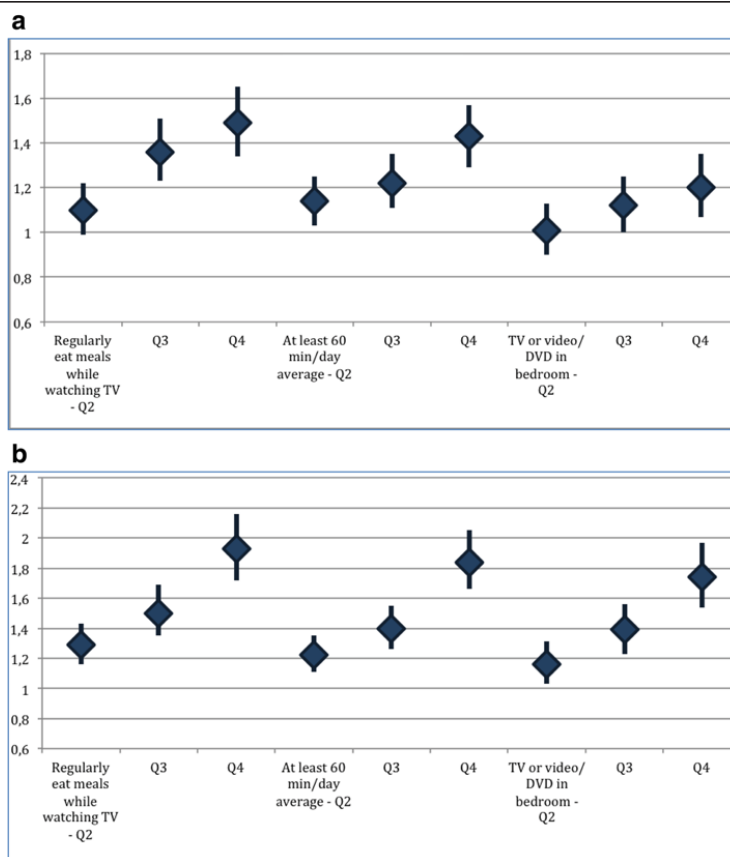 a
1,8
1,6
1,4
1,2
1
0,8
0,6
Regularly
eat meals
while
watching TV
- Q2
Q3
Q4
At least 60
min/day
average - Q2
Q3
Q4
TV or video/
DVD in
bedroom -
Q2
Q3
Q4
b
2,4
2,2
2
1,8
1,6
1,4
1,2
1
0,8
0,6
Regularly
eat meals
while
watching TV
- Q2
Q3
Q4
At least 60
min/day
average - Q2
Q3
Q4
TV or video/
DVD in
bedroom -
Q2
Q3
Q4